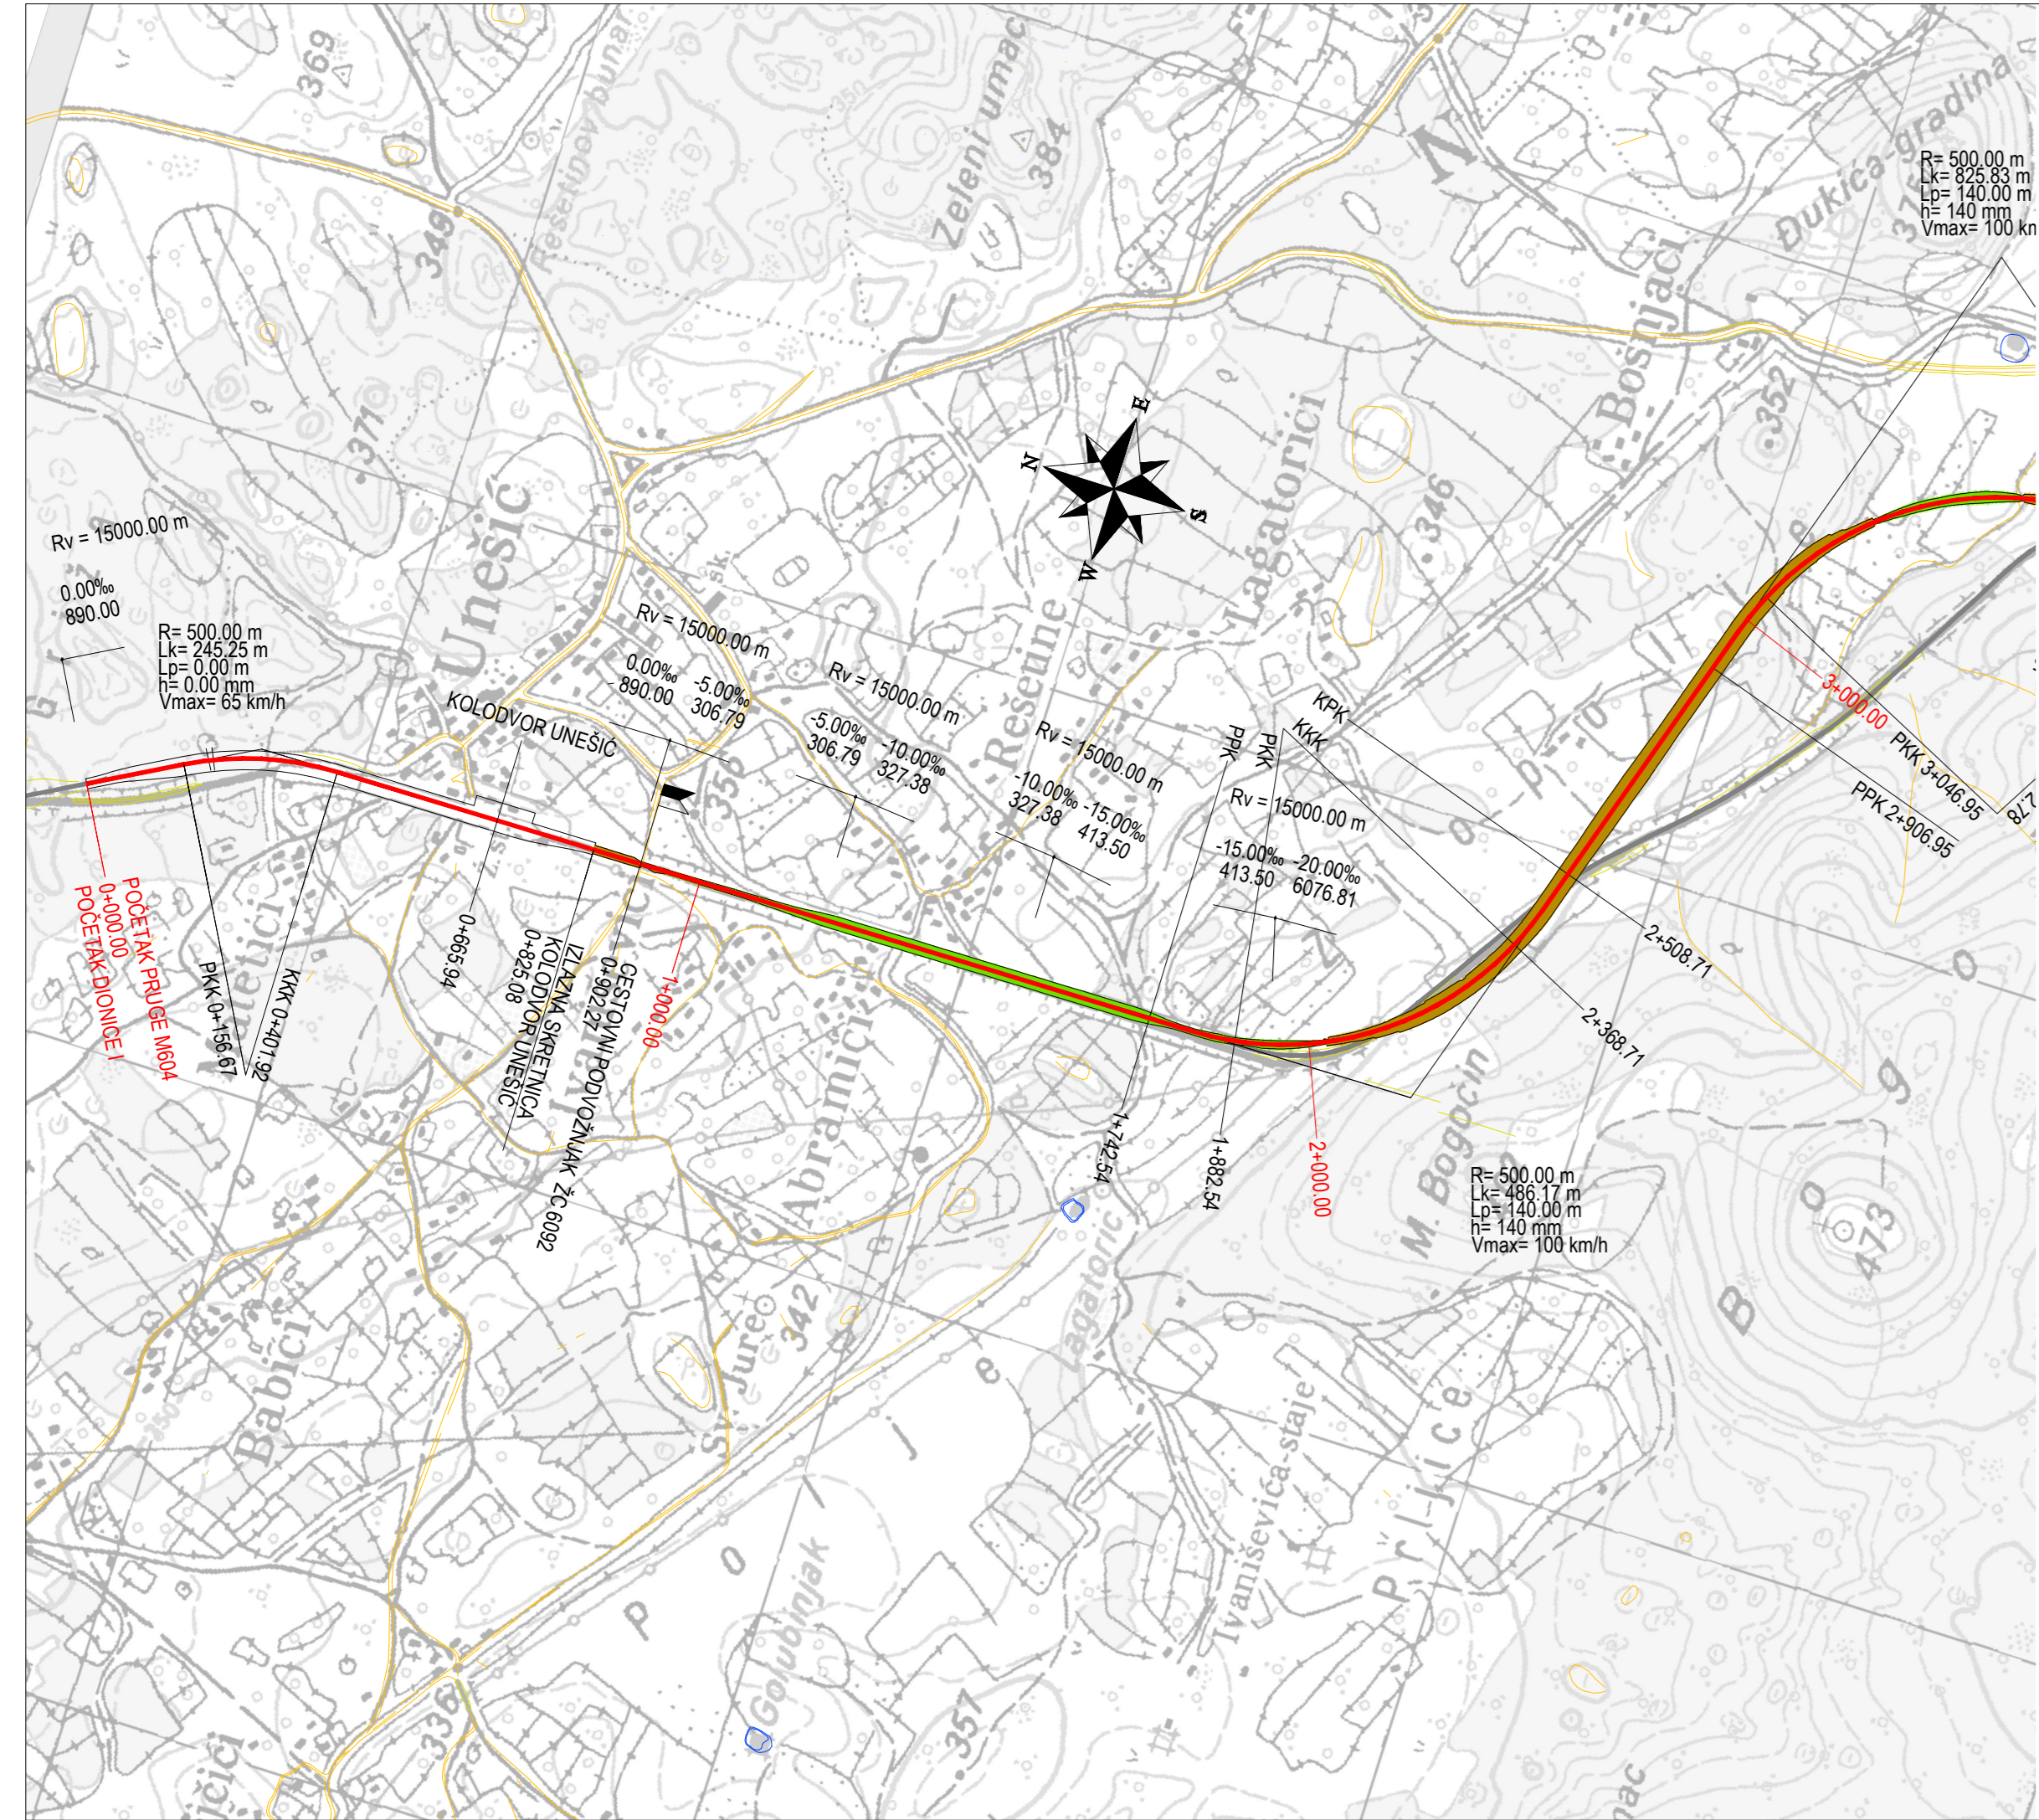 369
Rešetinov bunar
Zeleni umac
384
Đukića-gradina
R= 500.00 m
Lk= 825.83 m
Lp= 140.00 m
h= 140 mm
Vmax= 100 km
349
Bošnjaci
352
371
E
N
S
W
Lagatorići
346
Unešić
Rv = 15000.00 m
0.00‰
890.00
R= 500.00 m
Lk= 245.25 m
Lp= 0.00 m
h= 0.00 mm
Vmax= 65 km/h
KOLODVOR UNEŠIĆ
šk.
Rv = 15000.00 m
0.00‰ -5.00‰
890.00 306.79
Rv = 15000.00 m
-5.00‰ -10.00‰
306.79 327.38
Rešetine
Rv = 15000.00 m
-10.00‰ -15.00‰
327.38 413.50
PPK
PKK
KKK
KPK
Rv = 15000.00 m
-15.00‰ -20.00‰
413.50 6076.81
3+000.00
PKK 3+046.95
PPK 2+906.95
2+508.71
2+368.71
POČETAK PRUGE M604
0+000.00
POČETAK DIONICE I
PKK 0+156.67
KKK 0+401.92
0+665.94
IZLAZNA SKRETNICA
KOLODVOR UNEŠIĆ
0+825.08
CESTOVNI PODVOŽNJAK ŽC 6092
0+902.27
1+000.00
Abramići
1+742.54
1+882.54
2+000.00
R= 500.00 m
Lk= 486.17 m
Lp= 140.00 m
h= 140 mm
Vmax= 100 km/h
M. Bogočin
473
B o g
Babići
Sv. Jure
342
Lagatorić
Ivaniševića-staje
Prljice
P o l j e
Golubinjak
336
357